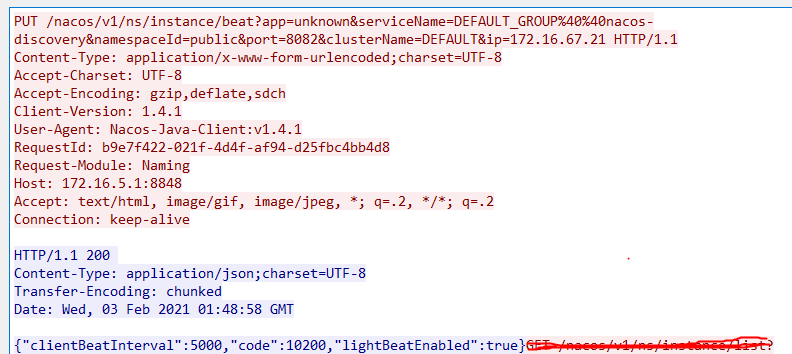 PUT /nacos/v1/ns/instance/beat?app=unknown&serviceName=DEFAULT_GROUP%40%40nacos-
discovery&namespaceId=public&port=8082&clusterName=DEFAULT&ip=172.16.67.21 HTTP/1.1
Content-Type: application/x-www-form-urlencoded;charset=UTF-8
Accept-Charset: UTF-8
Accept-Encoding: gzip,deflate,sdch
Client-Version: 1.4.1
User-Agent: Nacos-Java-Client:v1.4.1
RequestId: b9e7f422-021f-4d4f-af94-d25fbc4bb4d8
Request-Module: Naming
Host: 172.16.5.1:8848
Accept: text/html, image/gif, image/jpeg, *; q=.2, */*; q=.2
Connection: keep-alive
HTTP/1.1 200
Content-Type: application/json;charset=UTF-8
Transfer-Encoding: chunked
Date: Wed, 03 Feb 2021 01:48:58 GMT
{"clientBeatInterval":5000,"code":10200,"lightBeatEnabled":true}GET /nacos/v1/ns/instance/list?